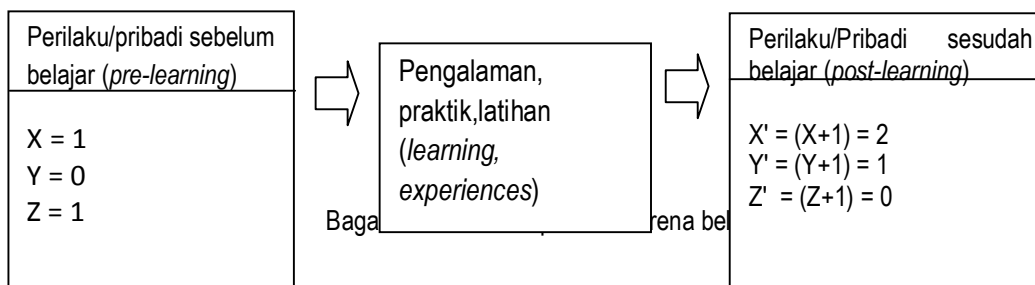 Perilaku/pribadi sebelum
belajar (pre-learning)
X = 1
Y = 0
Z = 1
Pengalaman,
praktik,latihan
(learning,
experiences)
Perilaku/Pribadi sesudah
belajar (post-learning)
X' = (X+1) = 2
Y' = (Y+1) = 1
Z' = (Z+1) = 0